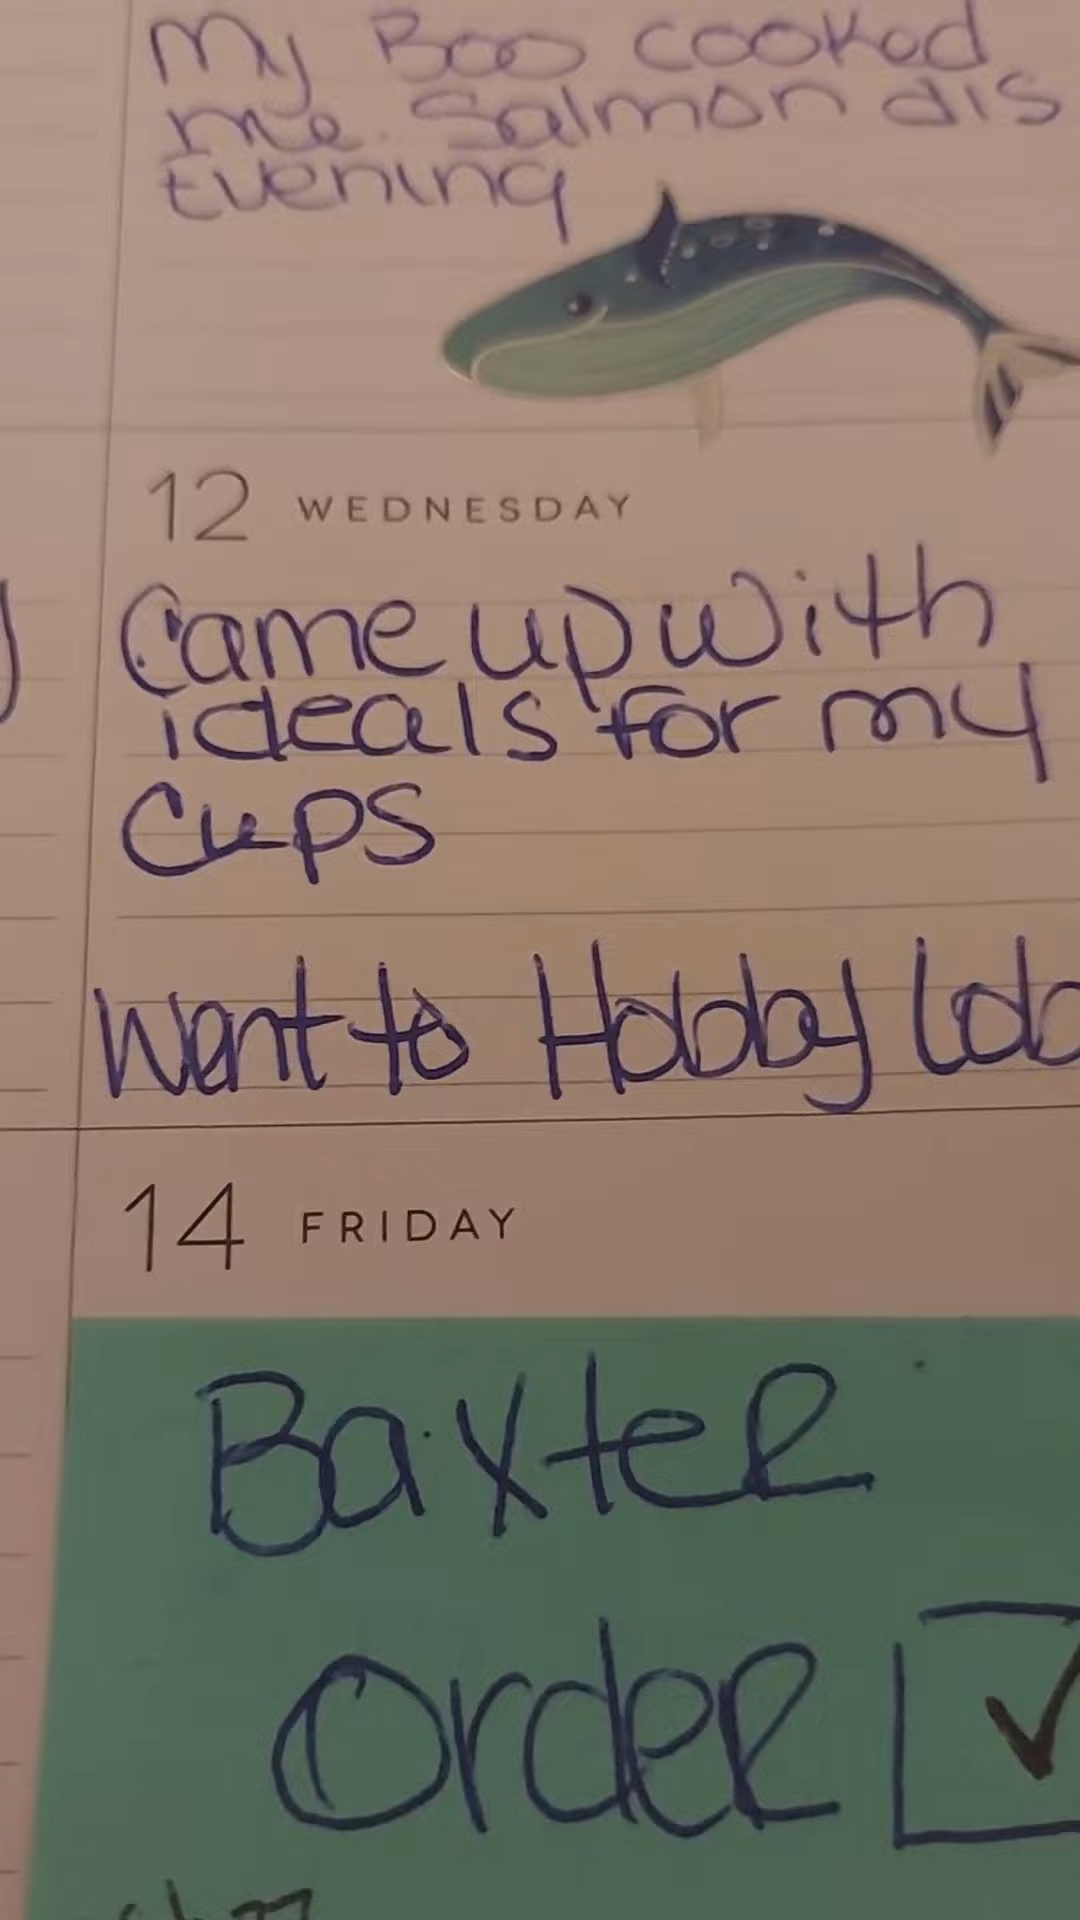 My Boo cooked
me Salmon dis
Evening
12 WEDNESDAY
Came up with
ideals for my
Cups
Went to Hobby Lob
14 FRIDAY
Baxter
Order